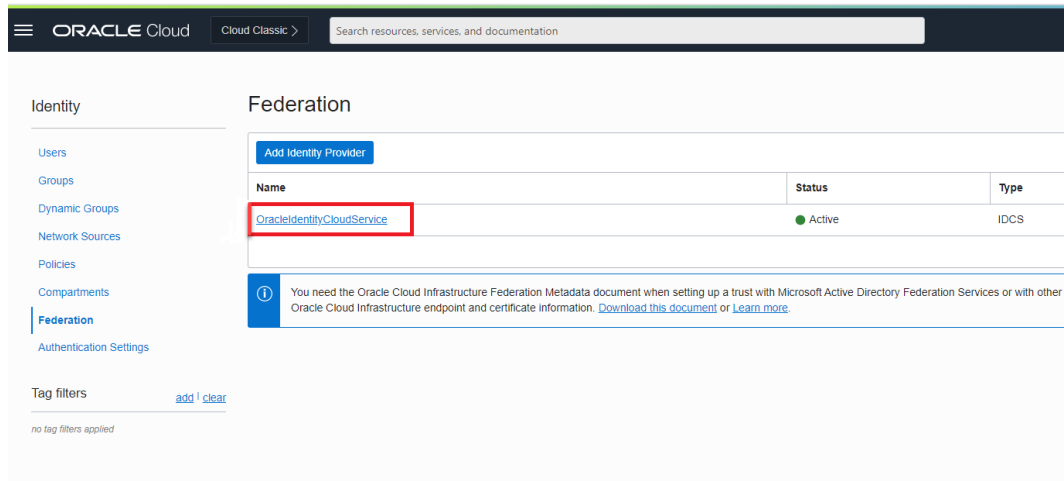 ORACLE Cloud
Cloud Classic >
Search resources, services, and documentation
Identity
Users
Groups
Dynamic Groups
Network Sources
Policies
Compartments
Federation
Authentication Settings
Tag filters
add | clear
no tag filters applied
Federation
Add Identity Provider
Name Status Type
OracleIdentityCloudService Active IDCS
You need the Oracle Cloud Infrastructure Federation Metadata document when setting up a trust with Microsoft Active Directory Federation Services or with other
Oracle Cloud Infrastructure endpoint and certificate information. Download this document or Learn more.